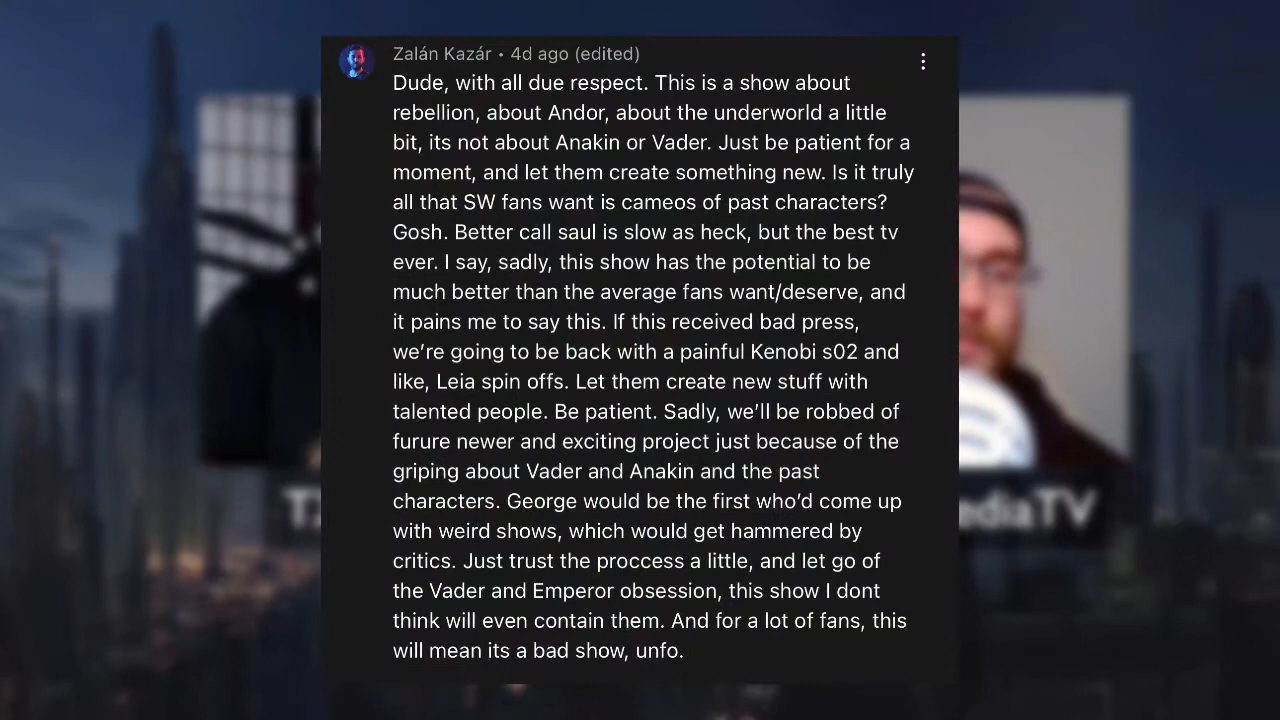 Zalán Kazár • 4d ago (edited)
Dude, with all due respect. This is a show about
rebellion, about Andor, about the underworld a little
bit, its not about Anakin or Vader. Just be patient for a
moment, and let them create something new. Is it truly
all that SW fans want is cameos of past characters?
Gosh. Better call saul is slow as heck, but the best tv
ever. I say, sadly, this show has the potential to be
much better than the average fans want/deserve, and
it pains me to say this. If this received bad press,
we’re going to be back with a painful Kenobi s02 and
like, Leia spin offs. Let them create new stuff with
talented people. Be patient. Sadly, we’ll be robbed of
furure newer and exciting project just because of the
griping about Vader and Anakin and the past
characters. George would be the first who’d come up
with weird shows, which would get hammered by
critics. Just trust the proccess a little, and let go of
the Vader and Emperor obsession, this show I dont
think will even contain them. And for a lot of fans, this
will mean its a bad show, unfo.